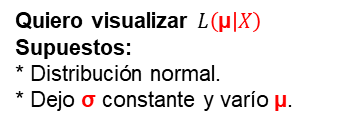 Quiero visualizar L(μ|X)
Supuestos:
* Distribución normal.
* Dejo σ constante y varío μ.